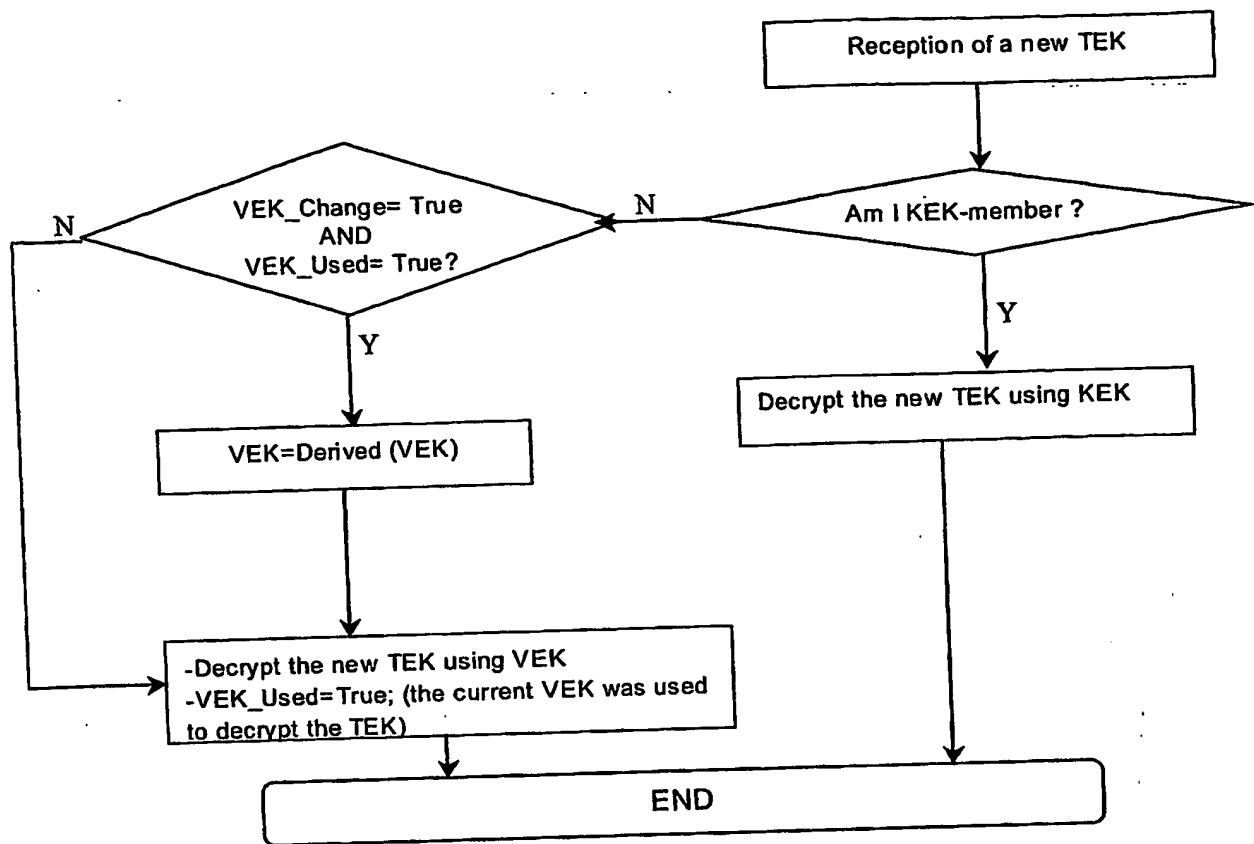 Reception of a new TEK
Am I KEK-member ?
N
Y
VEK_Change= True
AND
VEK_Used= True?
N
Y
Decrypt the new TEK using KEK
VEK=Derived (VEK)
-Decrypt the new TEK using VEK
-VEK_Used=True; (the current VEK was used
to decrypt the TEK)
END